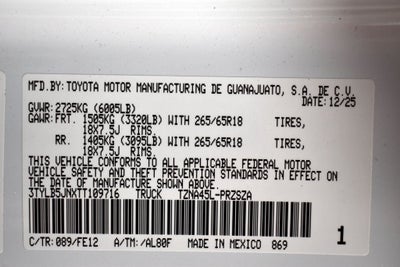 MFD.BY: TOYOTA MOTOR MANUFACTURING DE GUANAJUATO, S.A. DE C.V.
DATE: 12/25
GVWR: 2725KG (6005LB)
GAWR: FRT. 1505KG (3320LB) WITH 265/65R18 TIRES,
18X7.5J RIMS.
RR. 1405KG (3095LB) WITH 265/65R18 TIRES,
18X7.5J RIMS.
THIS VEHICLE CONFORMS TO ALL APPLICABLE FEDERAL MOTOR
VEHICLE SAFETY AND THEFT PREVENTION STANDARDS IN EFFECT ON
THE DATE OF MANUFACTURE SHOWN ABOVE.
3TYLB5JNXTT109716 TRUCK TZNA45L-PRZSZA
C/TR: 089/FE12 A/TM: /AL80F MADE IN MEXICO 869 1